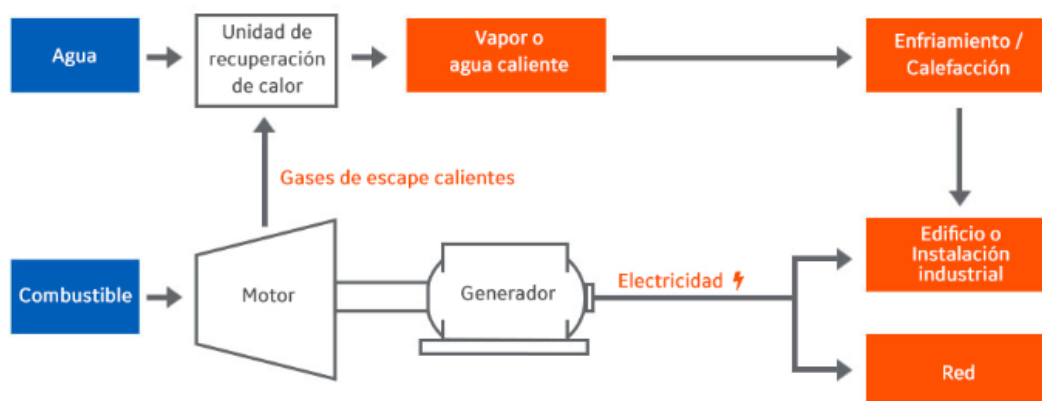 Agua
Unidad de
recuperación
de calor
Vapor o
agua caliente
Enfriamiento /
Calefacción
Gases de escape calientes
Combustible
Motor
Generador
Electricidad
Edificio o
Instalación
industrial
Red